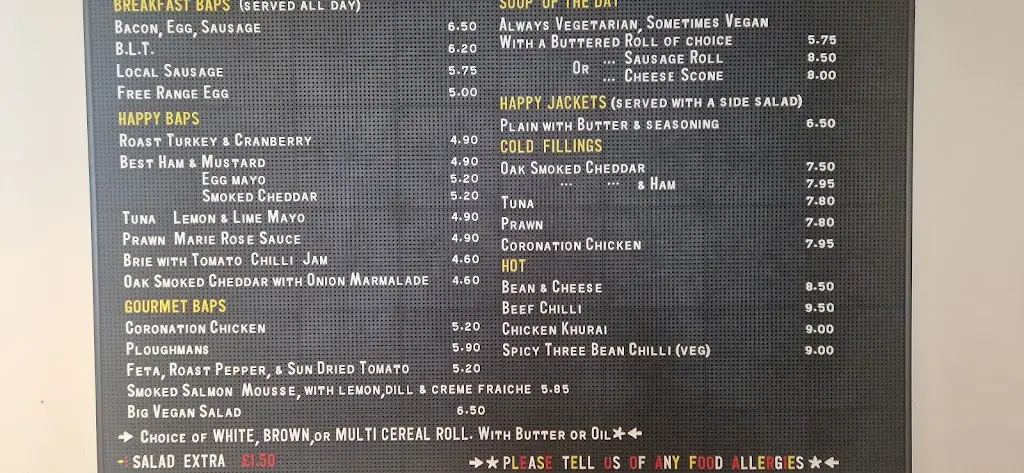 BREAKFAST BAPS (SERVED ALL DAY)
BACON, EGG, SAUSAGE 6.50
B.L.T. 6.20
LOCAL SAUSAGE 5.75
FREE RANGE EGG 5.00
HAPPY BAPS
ROAST TURKEY & CRANBERRY 4.90
BEST HAM & MUSTARD 4.90
EGG MAYO 5.20
SMOKED CHEDDAR 5.20
TUNA LEMON & LIME MAYO 4.90
PRAWN MARIE ROSE SAUCE 4.90
BRIE WITH TOMATO CHILLI JAM 4.60
OAK SMOKED CHEDDAR WITH ONION MARMALADE 4.60
GOURMET BAPS
CORONATION CHICKEN 5.20
PLOUGHMANS 5.90
FETA, ROAST PEPPER, & SUN DRIED TOMATO 5.20
SMOKED SALMON MOUSSE, WITH LEMON,DILL & CREME FRAICHE 5.85
BIG VEGAN SALAD 6.50
SOUP OF THE DAY
ALWAYS VEGETARIAN, SOMETIMES VEGAN
WITH A BUTTERED ROLL OF CHOICE 5.75
OR ... SAUSAGE ROLL 8.50
... CHEESE SCONE 8.00
HAPPY JACKETS (SERVED WITH A SIDE SALAD)
PLAIN WITH BUTTER & SEASONING 6.50
COLD FILLINGS
OAK SMOKED CHEDDAR 7.50
... ... & HAM 7.95
TUNA 7.80
PRAWN 7.80
CORONATION CHICKEN 7.95
HOT
BEAN & CHEESE 8.50
BEEF CHILLI 9.50
CHICKEN KHURAI 9.00
SPICY THREE BEAN CHILLI (VEG) 9.00
→ CHOICE OF WHITE, BROWN,OR MULTI CEREAL ROLL. WITH BUTTER OR OIL★←
- SALAD EXTRA £1.50
→★PLEASE TELL US OF ANY FOOD ALLERGIES★←